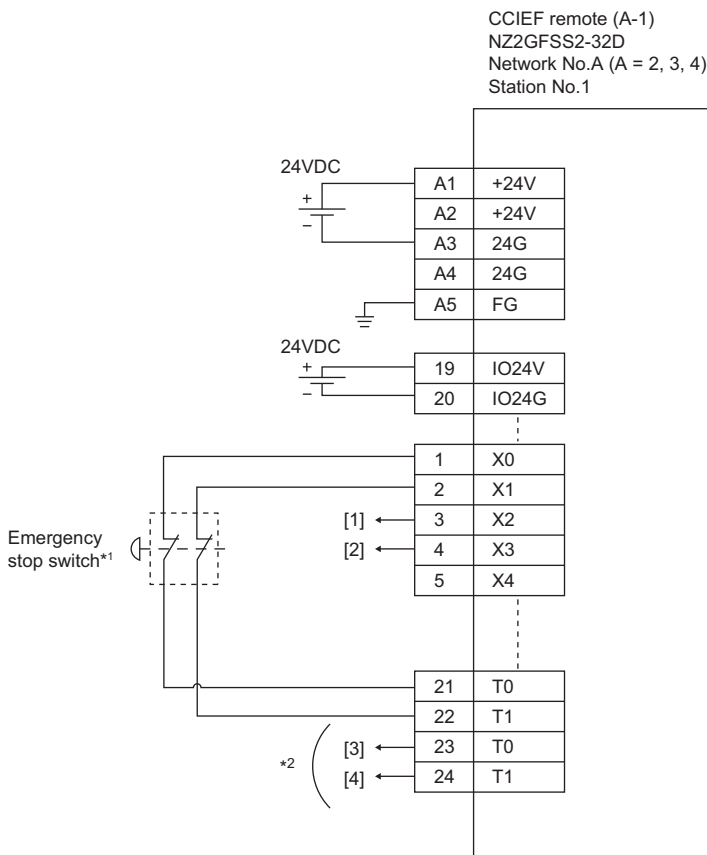 CCIEF remote (A-1)
NZ2GFSS2-32D
Network No.A (A = 2, 3, 4)
Station No.1
24VDC
+
−
A1 +24V
A2 +24V
A3 24G
A4 24G
A5 FG
24VDC
+
−
19 IO24V
20 IO24G
1 X0
2 X1
[1] 3 X2
[2] 4 X3
5 X4
Emergency
stop switch*1
21 T0
22 T1
*2
[3] 23 T0
[4] 24 T1